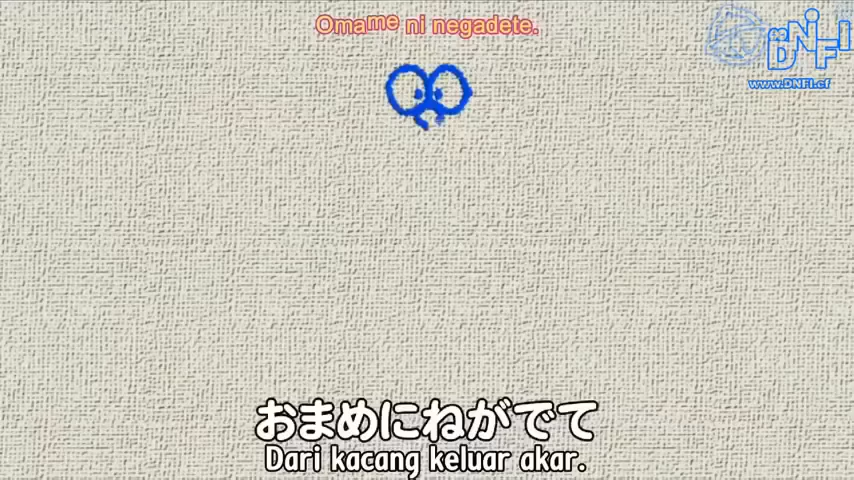 Omame ni negadete.
DNFI
www.DNFI.cf
おまめにねがでて
Dari kacang keluar akar.